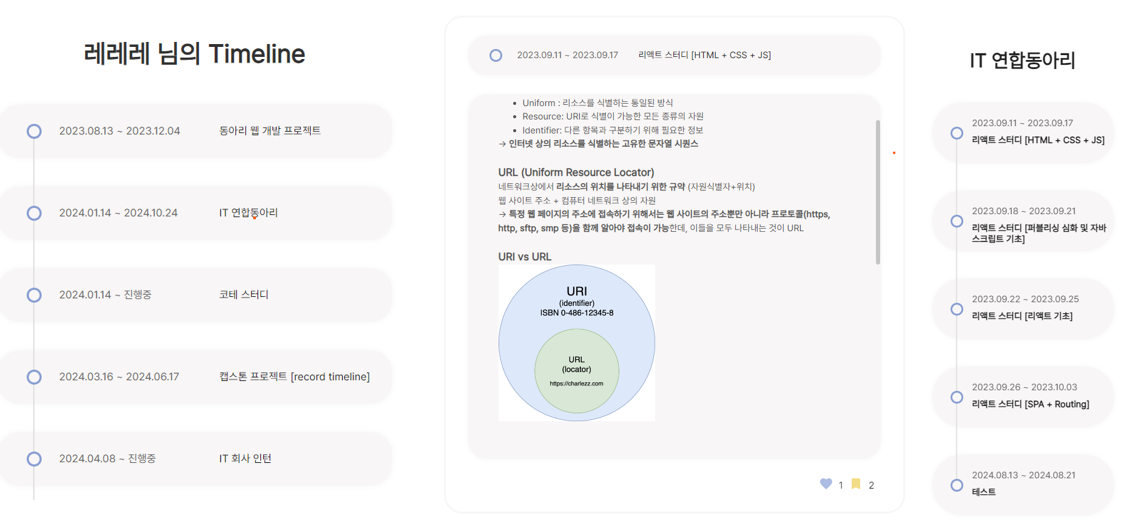 레레레 님의 Timeline
2023.08.13 ~ 2023.12.04 동아리 웹 개발 프로젝트
2024.01.14 ~ 2024.10.24 IT 연합동아리
2024.01.14 ~ 진행중 코테 스터디
2024.03.16 ~ 2024.06.17 캡스톤 프로젝트 [record timeline]
2024.04.08 ~ 진행중 IT 회사 인턴
2023.09.11 ~ 2023.09.17 리액트 스터디 [HTML + CSS + JS]
• Uniform : 리소스를 식별하는 통일된 방식
• Resource: URI로 식별이 가능한 모든 종류의 자원
• Identifier: 다른 항목과 구분하기 위해 필요한 정보
→ 인터넷 상의 리소스를 식별하는 고유한 문자열 시퀀스
URL (Uniform Resource Locator)
네트워크상에서 리소스의 위치를 나타내기 위한 규약 (자원식별자+위치)
웹 사이트 주소 + 컴퓨터 네트워크 상의 자원
→ 특정 웹 페이지의 주소에 접속하기 위해서는 웹 사이트의 주소뿐만 아니라 프로토콜(https,
http, sftp, smp 등)을 함께 알아야 접속이 가능한데, 이들을 모두 나타내는 것이 URL
URI vs URL
URI
(identifier)
ISBN 0-486-12345-8
URL
(locator)
https://charlezz.com
1 2
IT 연합동아리
2023.09.11 ~ 2023.09.17
리액트 스터디 [HTML + CSS + JS]
2023.09.18 ~ 2023.09.21
리액트 스터디 [퍼블리싱 심화 및 자바
스크립트 기초]
2023.09.22 ~ 2023.09.25
리액트 스터디 [리액트 기초]
2023.09.26 ~ 2023.10.03
리액트 스터디 [SPA + Routing]
2024.08.13 ~ 2024.08.21
테스트